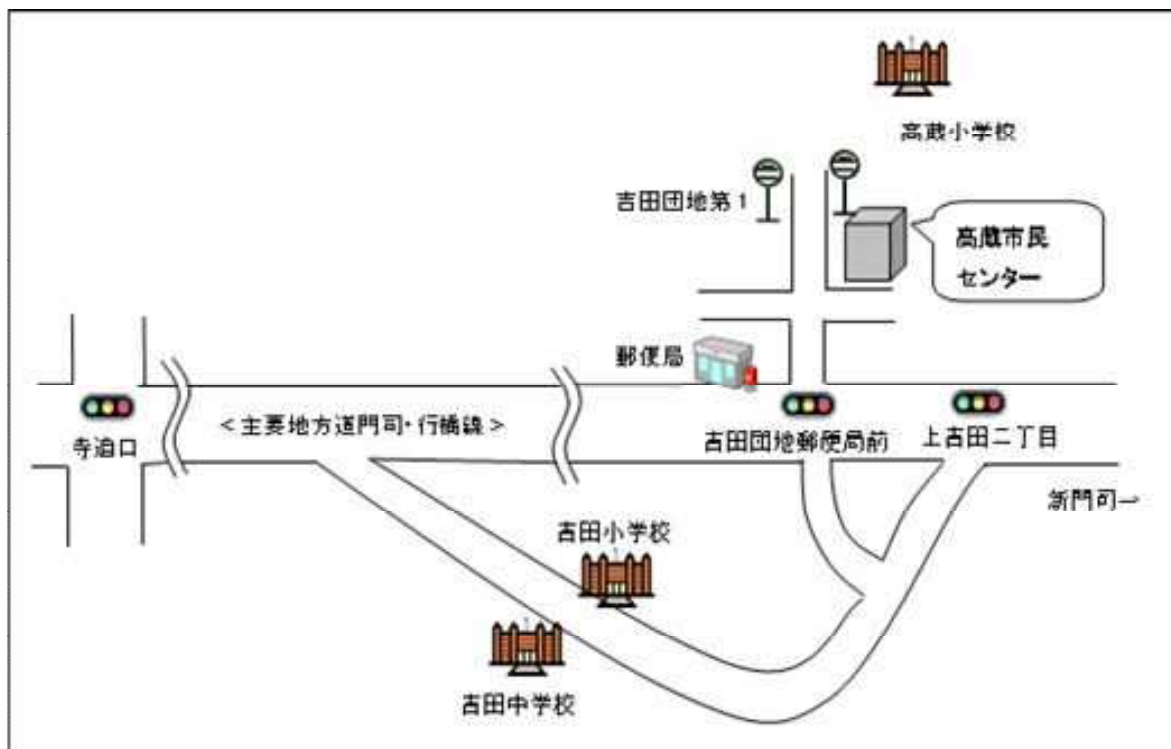 高蔵小学校
吉田団地第1
高蔵市民
センター
郵便局
寺迫口
<主要地方道門司・行橋線>
吉田団地郵便局前
上吉田二丁目
新門司→
吉田小学校
吉田中学校